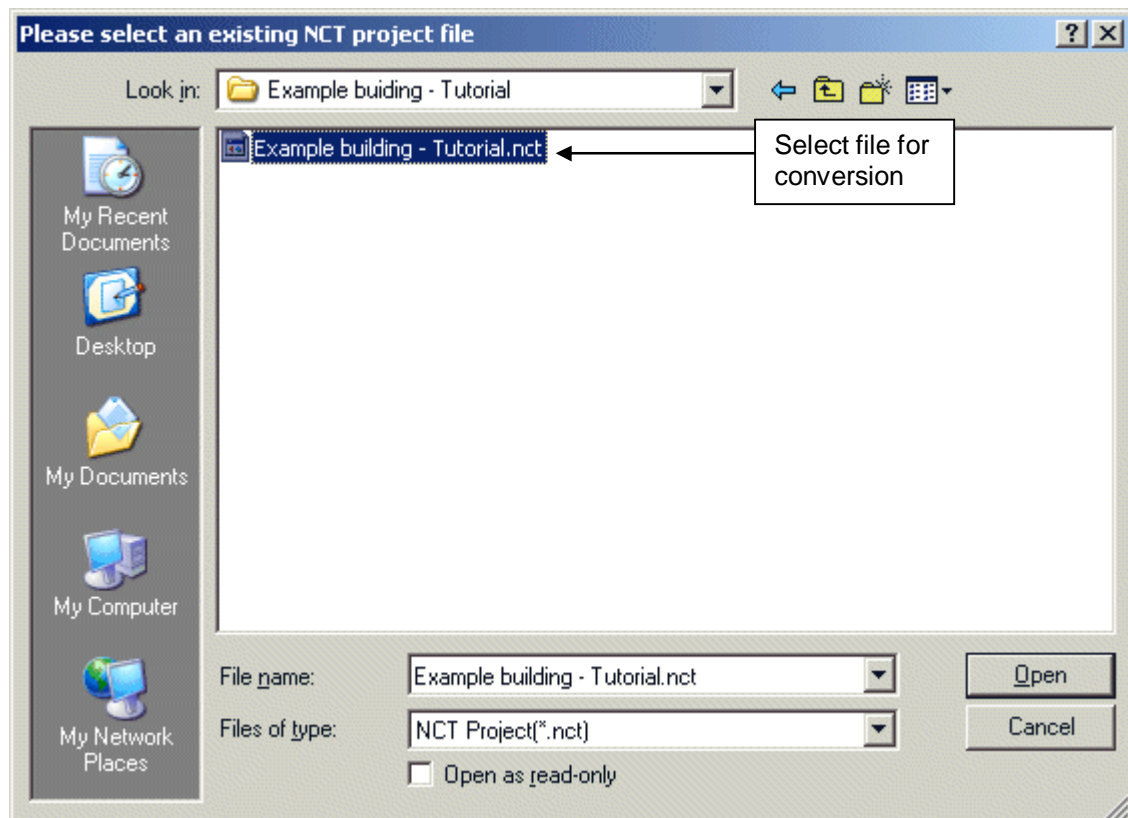 Please select an existing NCT project file
Look in:
Example buiding - Tutorial
Example building - Tutorial.nct
Select file for
conversion
My Recent
Documents
Desktop
My Documents
My Computer
My Network
Places
File name:
Example building - Tutorial.nct
Open
Files of type:
NCT Project(*.nct)
Cancel
Open as read-only